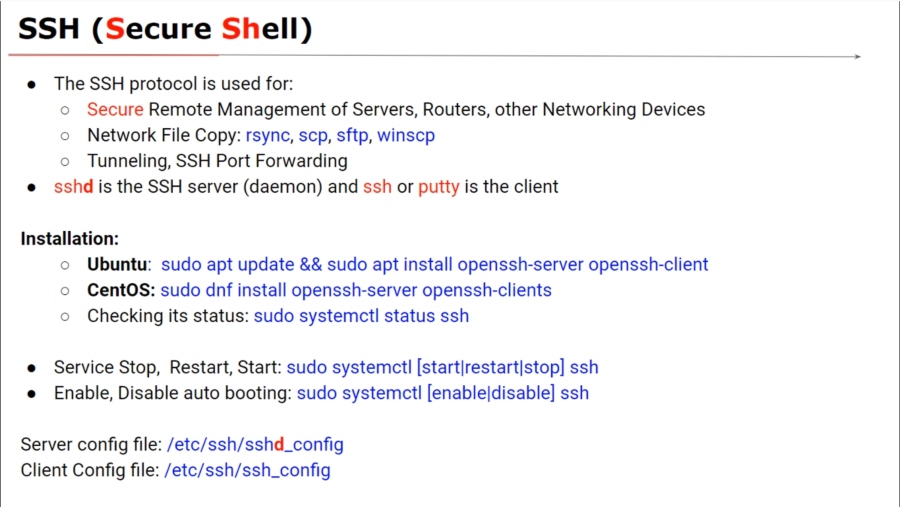 SSH (Secure Shell)
● The SSH protocol is used for:
○ Secure Remote Management of Servers, Routers, other Networking Devices
○ Network File Copy: rsync, scp, sftp, winscp
○ Tunneling, SSH Port Forwarding
● sshd is the SSH server (daemon) and ssh or putty is the client
Installation:
○ Ubuntu: sudo apt update && sudo apt install openssh-server openssh-client
○ CentOS: sudo dnf install openssh-server openssh-clients
○ Checking its status: sudo systemctl status ssh
● Service Stop, Restart, Start: sudo systemctl [start|restart|stop] ssh
● Enable, Disable auto booting: sudo systemctl [enable|disable] ssh
Server config file: /etc/ssh/sshd_config
Client Config file: /etc/ssh/ssh_config